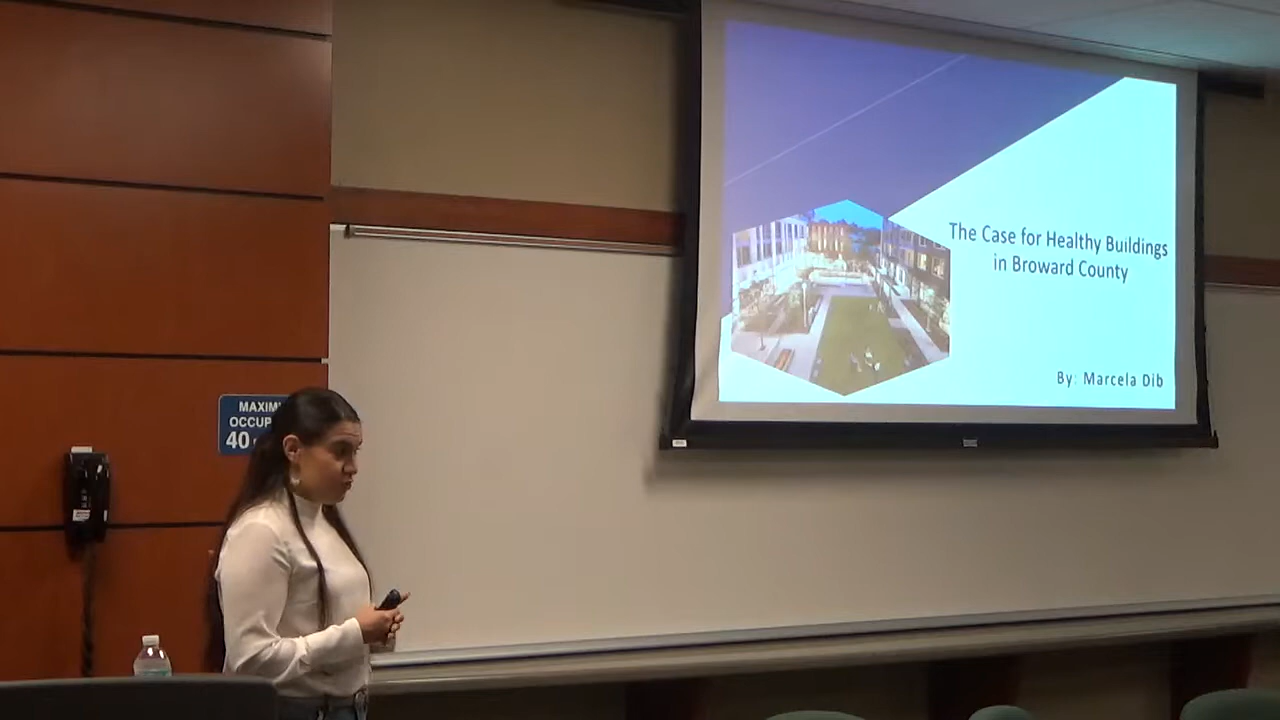 The Case for Healthy Buildings
in Broward County
By: Marcela Dib
MAXIM
OCCUP
40